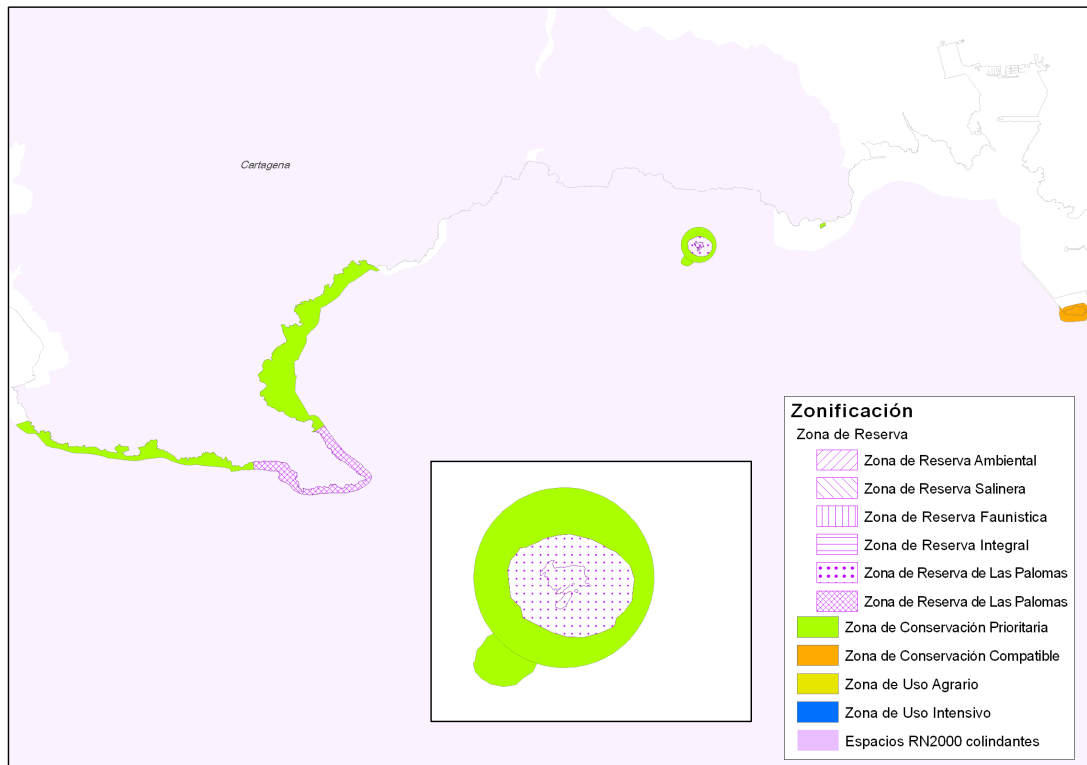 Cartagena
Zonificación
Zona de Reserva
Zona de Reserva Ambiental
Zona de Reserva Salinera
Zona de Reserva Faunística
Zona de Reserva Integral
Zona de Reserva de Las Palomas
Zona de Reserva de Las Palomas
Zona de Conservación Prioritaria
Zona de Conservación Compatible
Zona de Uso Agrario
Zona de Uso Intensivo
Espacios RN2000 colindantes